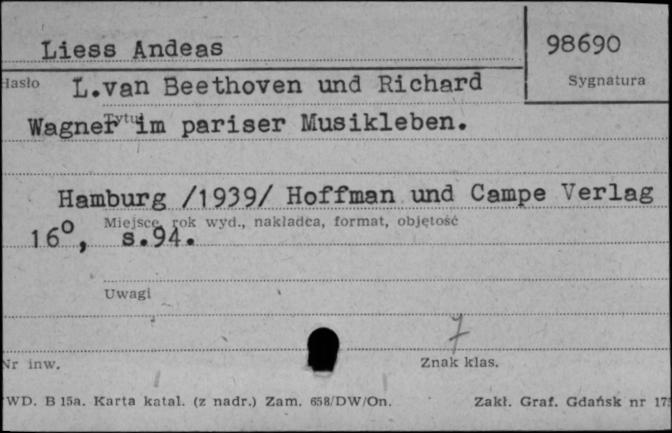 Liess Andeas
98690
Hasło
Sygnatura
L.van Beethoven und Richard
Tytuł
Wagner im pariser Musikleben.
Hamburg /1939/ Hoffman und Campe Verlag
Miejsce, rok wyd., nakładca, format, objętość
16º, s.94.
Uwagi
7
Nr inw.
Znak klas.
WD. B 15a. Karta katal. (z nadr.) Zam. 658/DW/On.
Zakł. Graf. Gdańsk nr